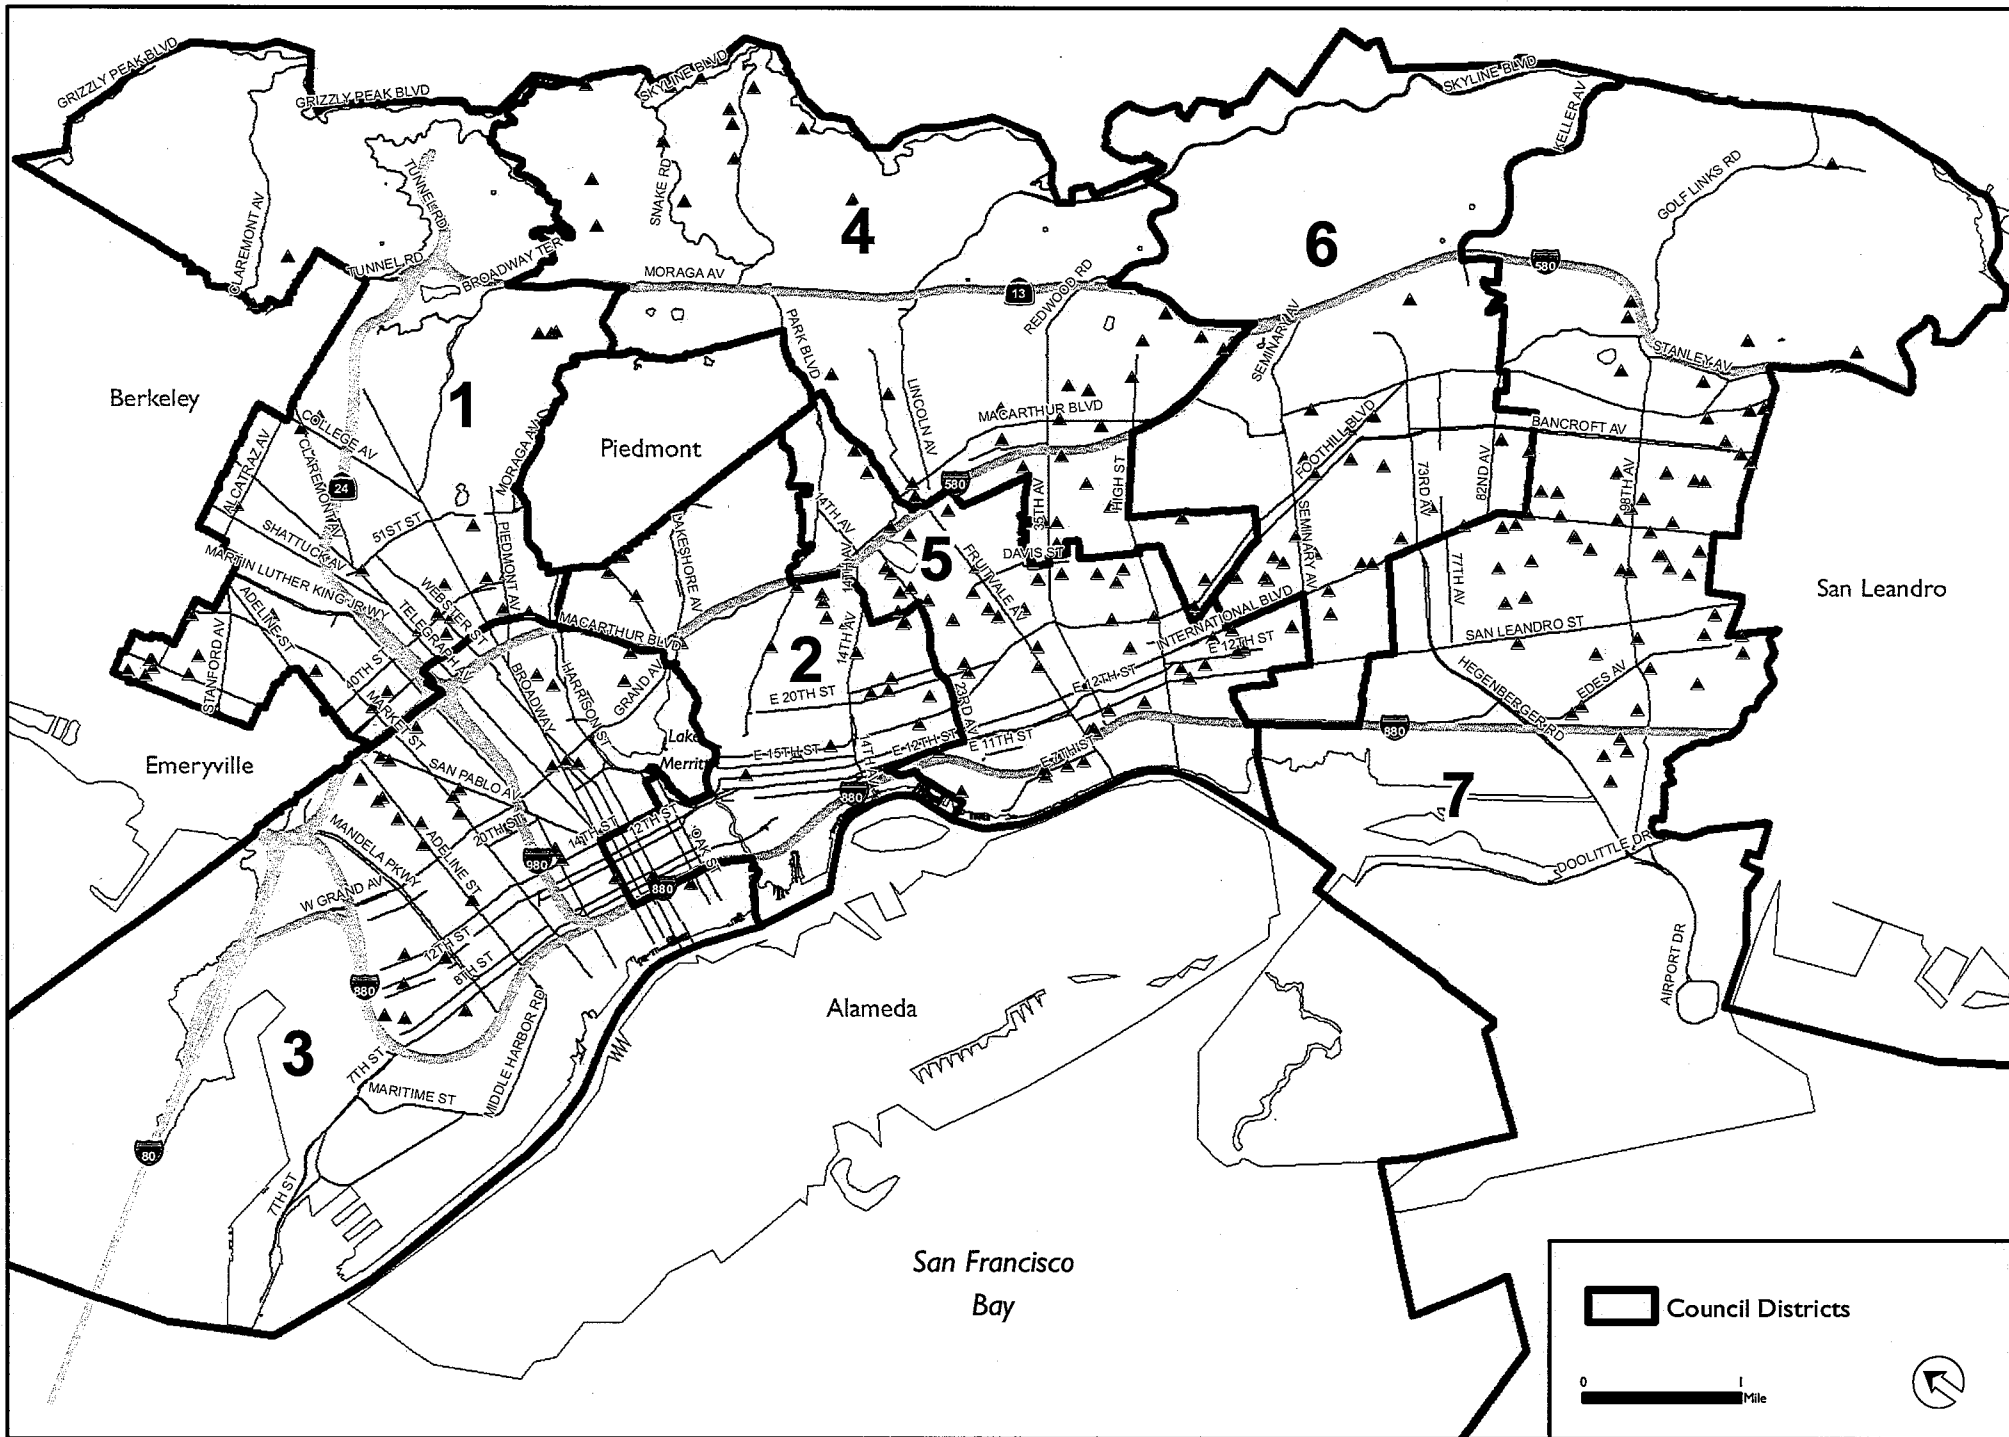 GRIZZLY PEAK BLVD
GRIZZLY PEAK BLVD
SKYLINE BLVD
SKYLINE BLVD
KELLER AV
GOLF LINKS RD
TUNNEL RD
CLAREMONT AV
SNAKE RD
4
6
TUNNEL RD
BROADWAY TER
MORAGA AV
13
REDWOOD RD
580
PARK BLVD
SEMINARY AV
STANLEY AV
Berkeley
1
COLLEGE AV
MORAGA AV
Piedmont
LINCOLN AV
MACARTHUR BLVD
FOOTHILL BLVD
BANCROFT AV
ALCATRAZ AV
CLAREMONT AV
24
580
35TH AV
HIGH ST
73RD AV
82ND AV
98TH AV
SHATTUCK AV
51ST ST
PIEDMONT AV
LAKESHORE AV
14TH AV
14TH AV
5
FRUITVALE AV
DAVIS ST
SEMINARY AV
77TH AV
San Leandro
MARTIN LUTHER KING JR WY
ADELINE ST
STANFORD AV
WEBSTER ST
TELEGRAPH AV
MACARTHUR BLVD
2
14TH AV
INTERNATIONAL BLVD
E 12TH ST
SAN LEANDRO ST
40TH ST
MARKET ST
BROADWAY
HARRISON ST
GRAND AV
E 20TH ST
23RD AV
E 12TH ST
HEGENBERGER RD
EDES AV
Emeryville
Lake
Merritt
E 15TH ST
14TH AV
E 12TH ST
E 11TH ST
E 7TH ST
880
SAN PABLO AV
880
7
MANDELA PKWY
20TH ST
14TH ST
12TH ST
OAK ST
ADELINE ST
980
880
DOOLITTLE DR
W GRAND AV
12TH ST
8TH ST
880
AIRPORT DR
Alameda
3
7TH ST
MIDDLE HARBOR RD
MARITIME ST
80
7TH ST
San Francisco
Bay
Council Districts
0 1
Mile